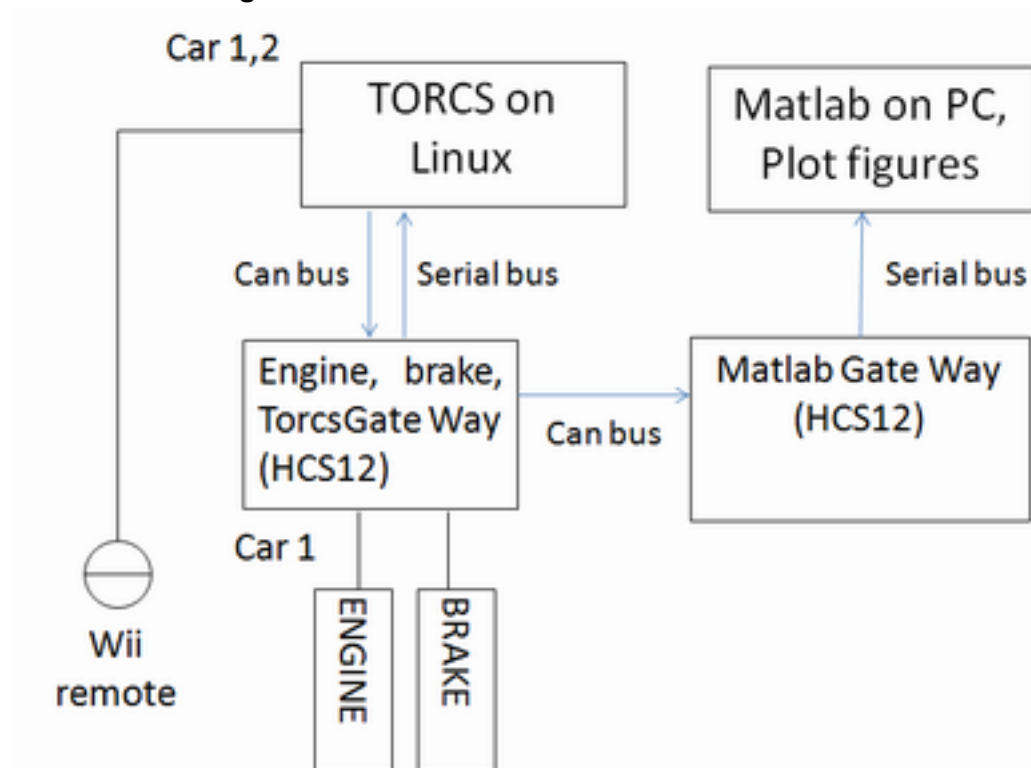 Car 1,2
TORCS on
Linux
Matlab on PC,
Plot figures
Can bus
Serial bus
Serial bus
Engine, brake,
TorcsGate Way
(HCS12)
Can bus
Matlab Gate Way
(HCS12)
Car 1
ENGINE
BRAKE
Wii
remote